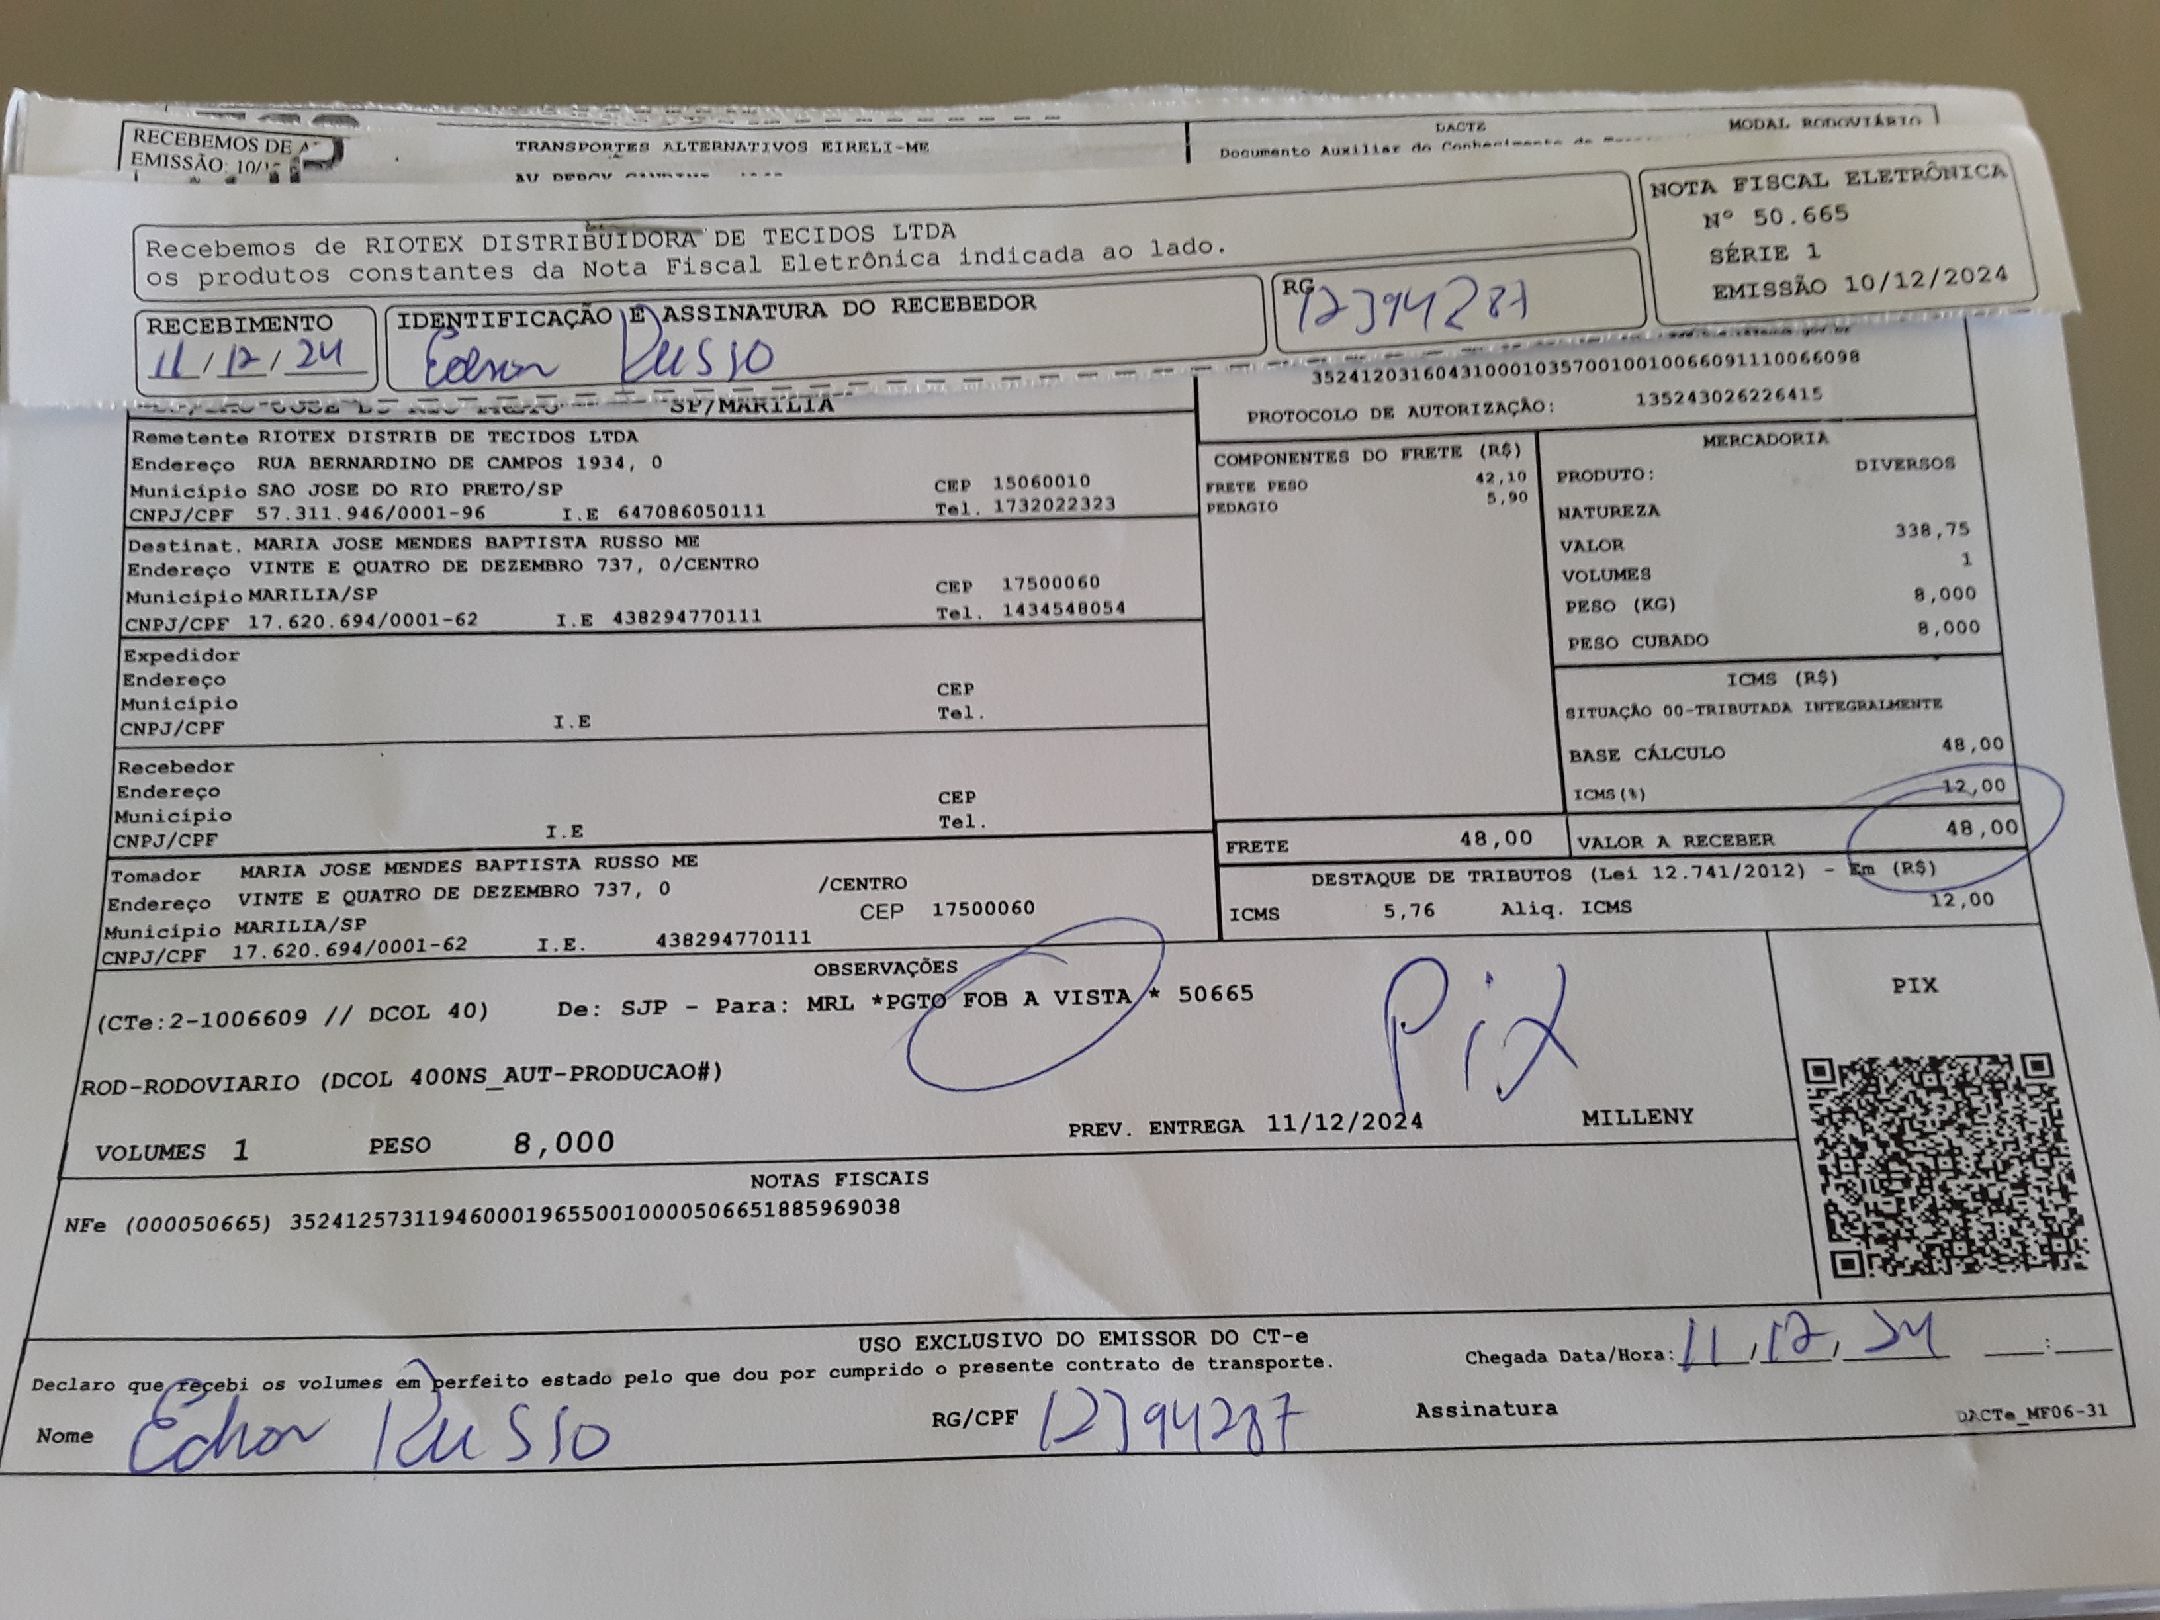 RECEBEMOS DE
EMISSÃO: 10/1
TRANSPORTES ALTERNATIVOS EIRELI-ME
DACTE
MODAL RODOVIÁRIO
Documento Auxiliar do Conhecimento de
Recebemos de RIOTEX DISTRIBUIDORA DE TECIDOS LTDA
os produtos constantes da Nota Fiscal Eletrônica indicada ao lado.
NOTA FISCAL ELETRÔNICA
Nº 50.665
SÉRIE 1
EMISSÃO 10/12/2024
RECEBIMENTO
11/12/24
IDENTIFICAÇÃO E ASSINATURA DO RECEBEDOR
Edson Russo
RG
12394287
35241203160431000103570010010066091110066098
PROTOCOLO DE AUTORIZAÇÃO: 135243026226415
SP/MARILIA
Remetente RIOTEX DISTRIB DE TECIDOS LTDA
Endereço RUA BERNARDINO DE CAMPOS 1934, 0
Município SAO JOSE DO RIO PRETO/SP CEP 15060010
CNPJ/CPF 57.311.946/0001-96 I.E 647086050111 Tel. 1732022323
Destinat. MARIA JOSE MENDES BAPTISTA RUSSO ME
Endereço VINTE E QUATRO DE DEZEMBRO 737, 0/CENTRO
Município MARILIA/SP CEP 17500060
CNPJ/CPF 17.620.694/0001-62 I.E 438294770111 Tel. 1434548054
Expedidor
Endereço
Município CEP
CNPJ/CPF I.E Tel.
Recebedor
Endereço
Município CEP
CNPJ/CPF I.E Tel.
Tomador MARIA JOSE MENDES BAPTISTA RUSSO ME
Endereço VINTE E QUATRO DE DEZEMBRO 737, 0 /CENTRO
Município MARILIA/SP CEP 17500060
CNPJ/CPF 17.620.694/0001-62 I.E. 438294770111
COMPONENTES DO FRETE (R$)
FRETE PESO 42,10
PEDAGIO 5,90
MERCADORIA
PRODUTO: DIVERSOS
NATUREZA
VALOR 338,75
VOLUMES 1
PESO (KG) 8,000
PESO CUBADO 8,000
ICMS (R$)
SITUAÇÃO 00-TRIBUTADA INTEGRALMENTE
BASE CÁLCULO 48,00
ICMS(%) 12,00
FRETE 48,00 VALOR A RECEBER 48,00
DESTAQUE DE TRIBUTOS (Lei 12.741/2012) - Em (R$)
ICMS 5,76 Aliq. ICMS 12,00
OBSERVAÇÕES
(CTe:2-1006609 // DCOL 40) De: SJP - Para: MRL *PGTO FOB A VISTA * 50665
Pix
PIX
ROD-RODOVIARIO (DCOL 400NS_AUT-PRODUCAO#)
VOLUMES 1 PESO 8,000 PREV. ENTREGA 11/12/2024 MILLENY
NOTAS FISCAIS
NFe (000050665) 35241257311946000196550010000506651885969038
USO EXCLUSIVO DO EMISSOR DO CT-e
Declaro que recebi os volumes em perfeito estado pelo que dou por cumprido o presente contrato de transporte.
Chegada Data/Hora: 11/12/24 __:__
Nome Edson Russo RG/CPF 12394287 Assinatura
DACTe_MF06-31